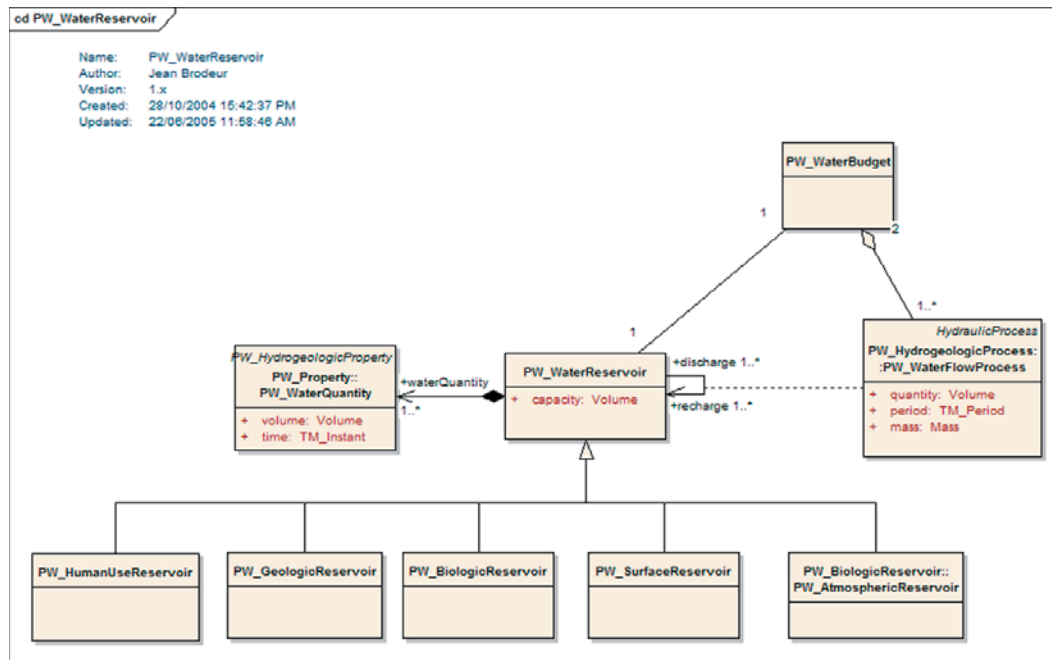 cd PW_WaterReservoir
Name: PW_WaterReservoir
Author: Jean Brodeur
Version: 1.x
Created: 28/10/2004 15:42:37 PM
Updated: 22/06/2005 11:58:46 AM
PW_WaterBudget
1
2
1..*
1
HydraulicProcess
PW_HydrogeologicProcess:
:PW_WaterFlowProcess
+ quantity: Volume
+ period: TM_Period
+ mass: Mass
PW_HydrogeologicProperty
PW_Property::
PW_WaterQuantity
+ volume: Volume
+ time: TM_Instant
+waterQuantity
1..*
PW_WaterReservoir
+ capacity: Volume
+discharge 1..*
+recharge 1..*
PW_HumanUseReservoir
PW_GeologicReservoir
PW_BiologicReservoir
PW_SurfaceReservoir
PW_BiologicReservoir::
PW_AtmosphericReservoir